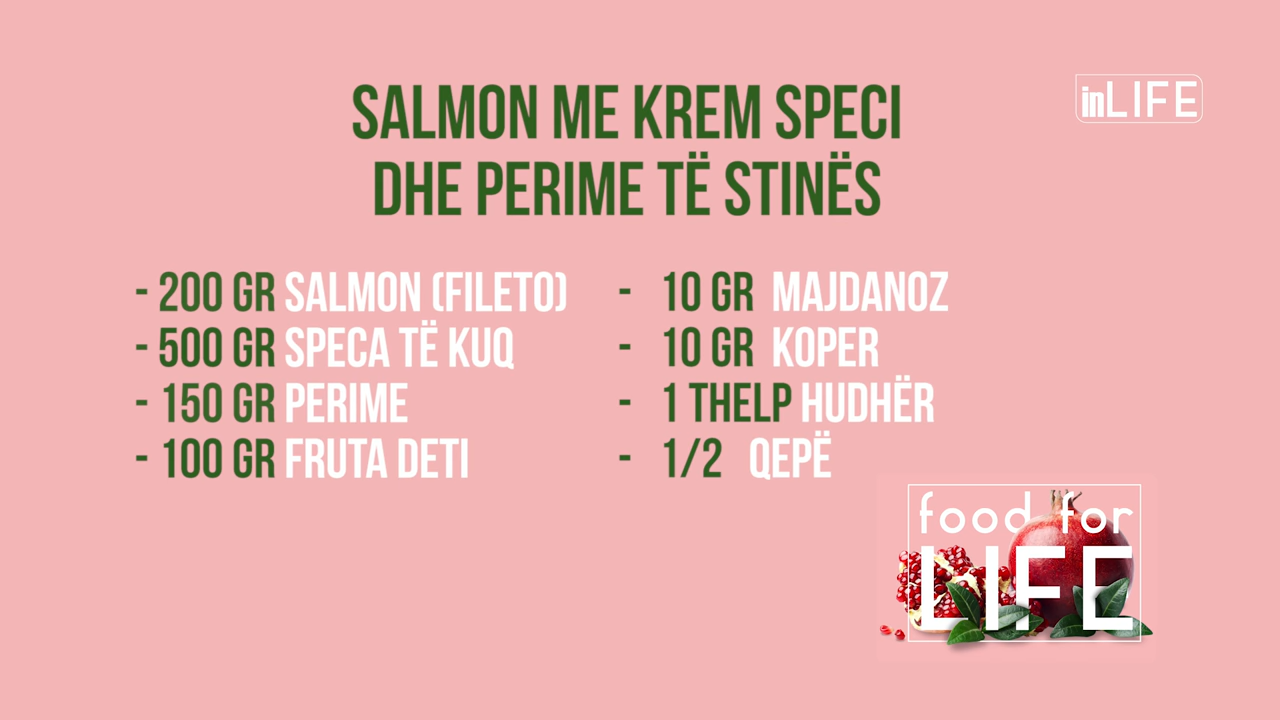 inLIFE
SALMON ME KREM SPECI
DHE PERIME TË STINËS
- 200 GR SALMON (FILETO)
- 500 GR SPECA TË KUQ
- 150 GR PERIME
- 100 GR FRUTA DETI
- 10 GR MAJDANOZ
- 10 GR KOPER
- 1 THELP HUDHËR
- 1/2 QEPË
food for
LIFE